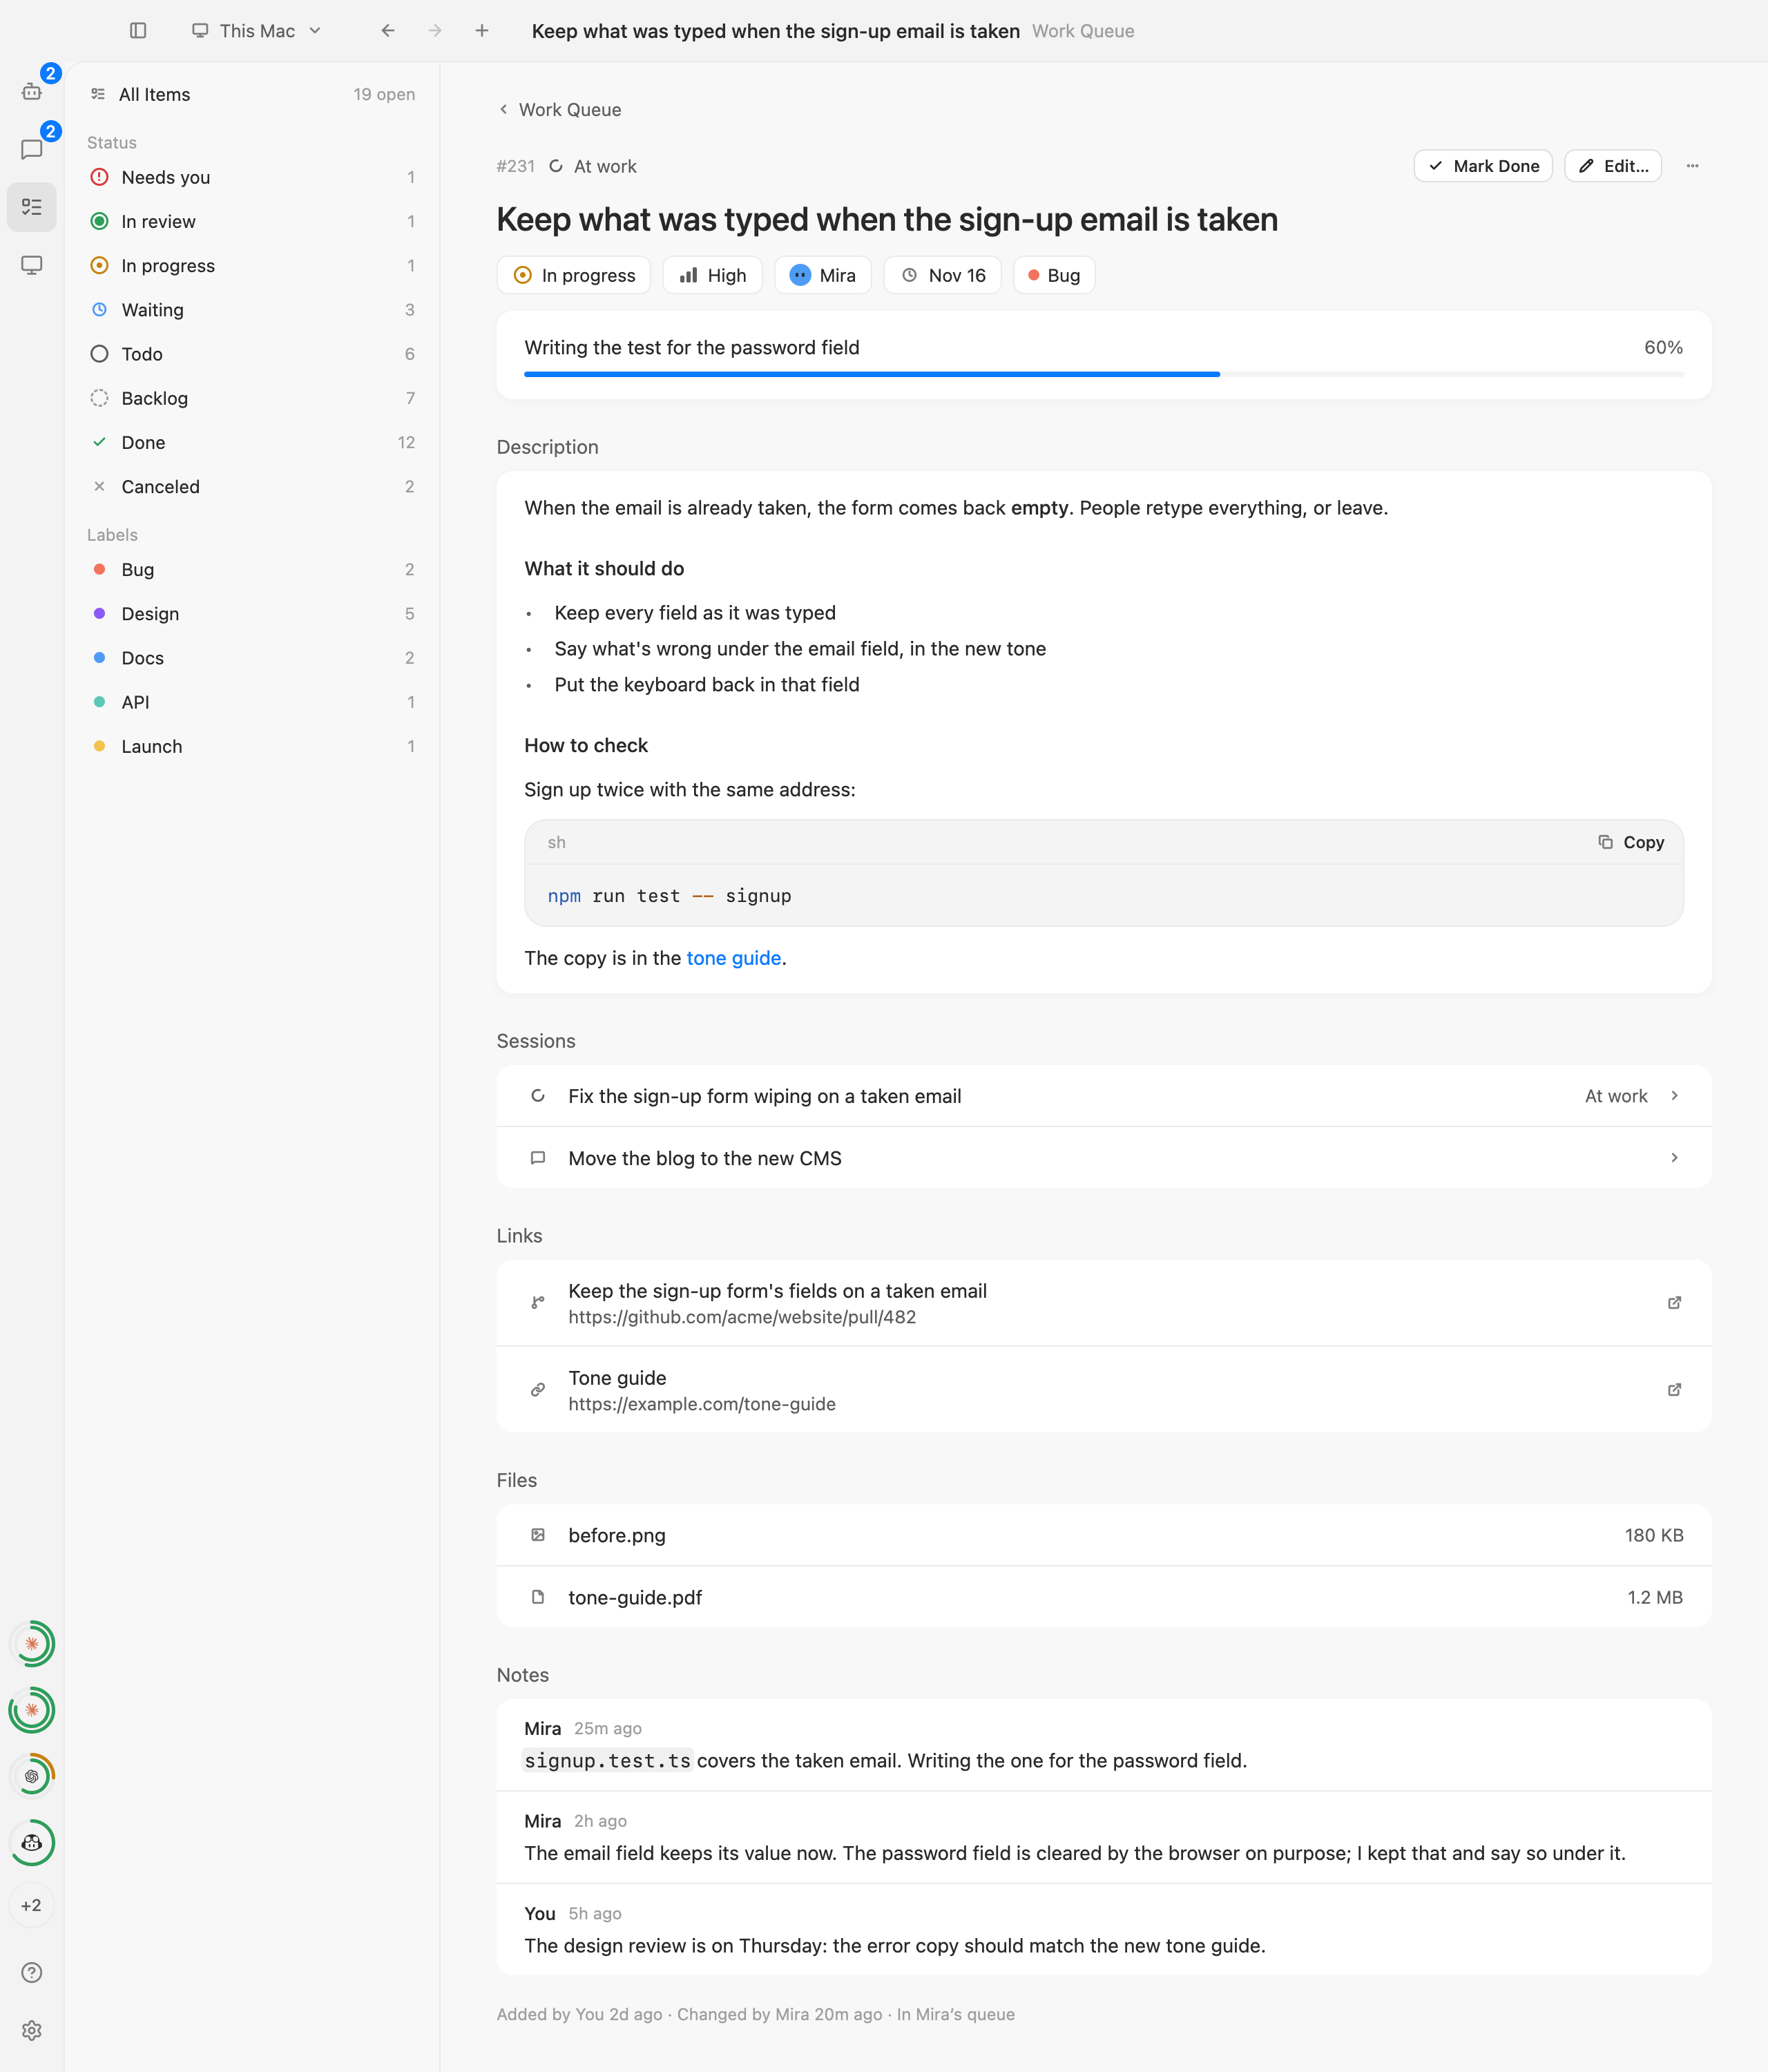 This Mac
Keep what was typed when the sign-up email is taken Work Queue
2
2
All Items 19 open
Status
Needs you 1
In review 1
In progress 1
Waiting 3
Todo 6
Backlog 7
Done 12
Canceled 2
Labels
Bug 2
Design 5
Docs 2
API 1
Launch 1
+2
Work Queue
#231 At work
Mark Done
Edit...
Keep what was typed when the sign-up email is taken
In progress High Mira Nov 16 Bug
Writing the test for the password field 60%
Description
When the email is already taken, the form comes back empty. People retype everything, or leave.
What it should do
• Keep every field as it was typed
• Say what's wrong under the email field, in the new tone
• Put the keyboard back in that field
How to check
Sign up twice with the same address:
sh Copy
npm run test -- signup
The copy is in the tone guide.
Sessions
Fix the sign-up form wiping on a taken email At work
Move the blog to the new CMS
Links
Keep the sign-up form's fields on a taken email
https://github.com/acme/website/pull/482
Tone guide
https://example.com/tone-guide
Files
before.png 180 KB
tone-guide.pdf 1.2 MB
Notes
Mira 25m ago
signup.test.ts covers the taken email. Writing the one for the password field.
Mira 2h ago
The email field keeps its value now. The password field is cleared by the browser on purpose; I kept that and say so under it.
You 5h ago
The design review is on Thursday: the error copy should match the new tone guide.
Added by You 2d ago · Changed by Mira 20m ago · In Mira’s queue